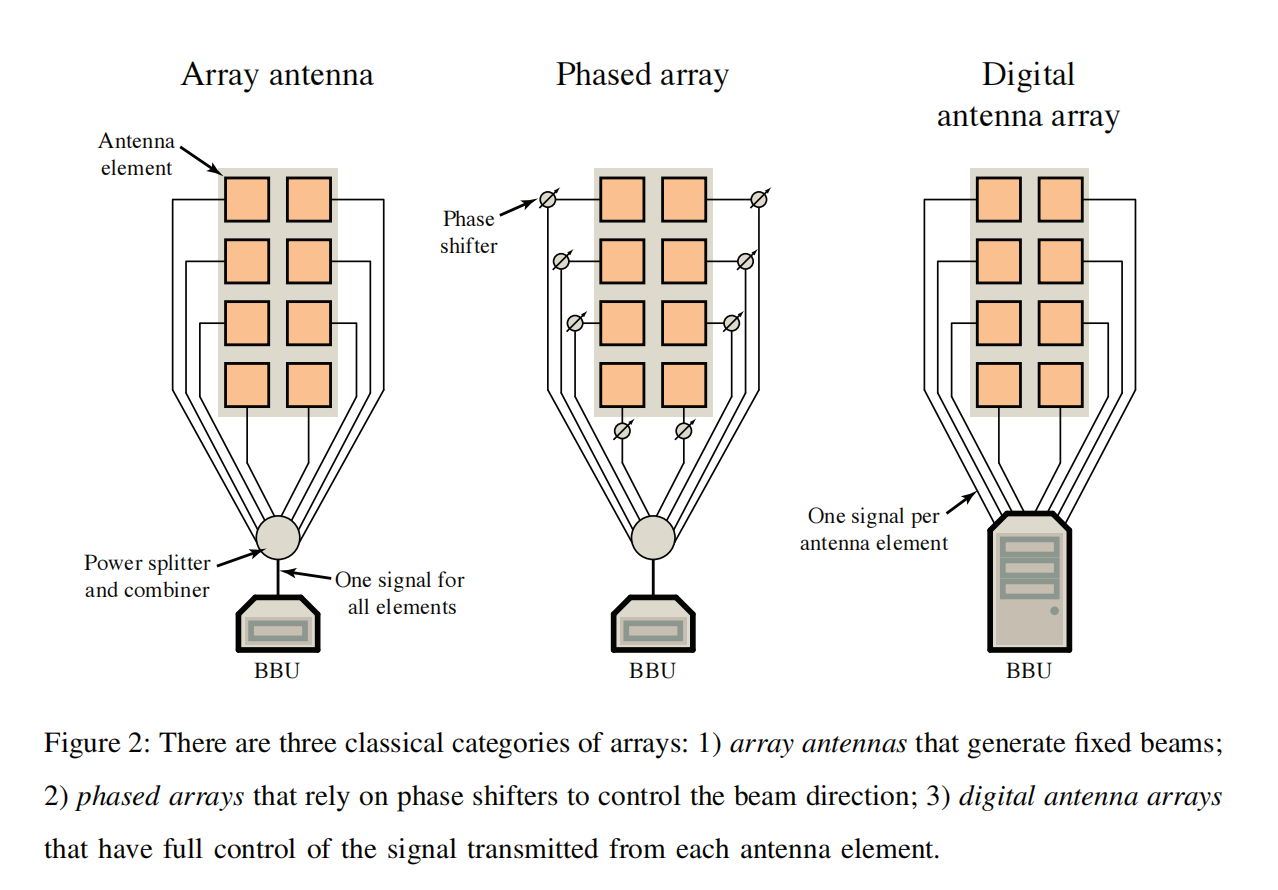 Array antenna
Phased array
Digital
antenna array
Antenna
element
Phase
shifter
Power splitter
and combiner
One signal for
all elements
One signal per
antenna element
BBU
BBU
BBU
Figure 2: There are three classical categories of arrays: 1) array antennas that generate fixed beams;
2) phased arrays that rely on phase shifters to control the beam direction; 3) digital antenna arrays
that have full control of the signal transmitted from each antenna element.